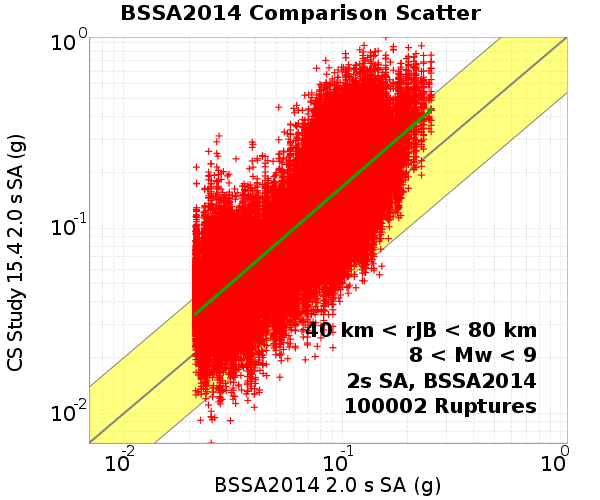 BSSA2014 Comparison Scatter
CS Study 15.4 2.0 s SA (g)
10⁰
10⁻¹
10⁻²
40 km < rJB < 80 km
8 < Mw < 9
2s SA, BSSA2014
100002 Ruptures
10⁻² 10⁻¹ 10⁰
BSSA2014 2.0 s SA (g)